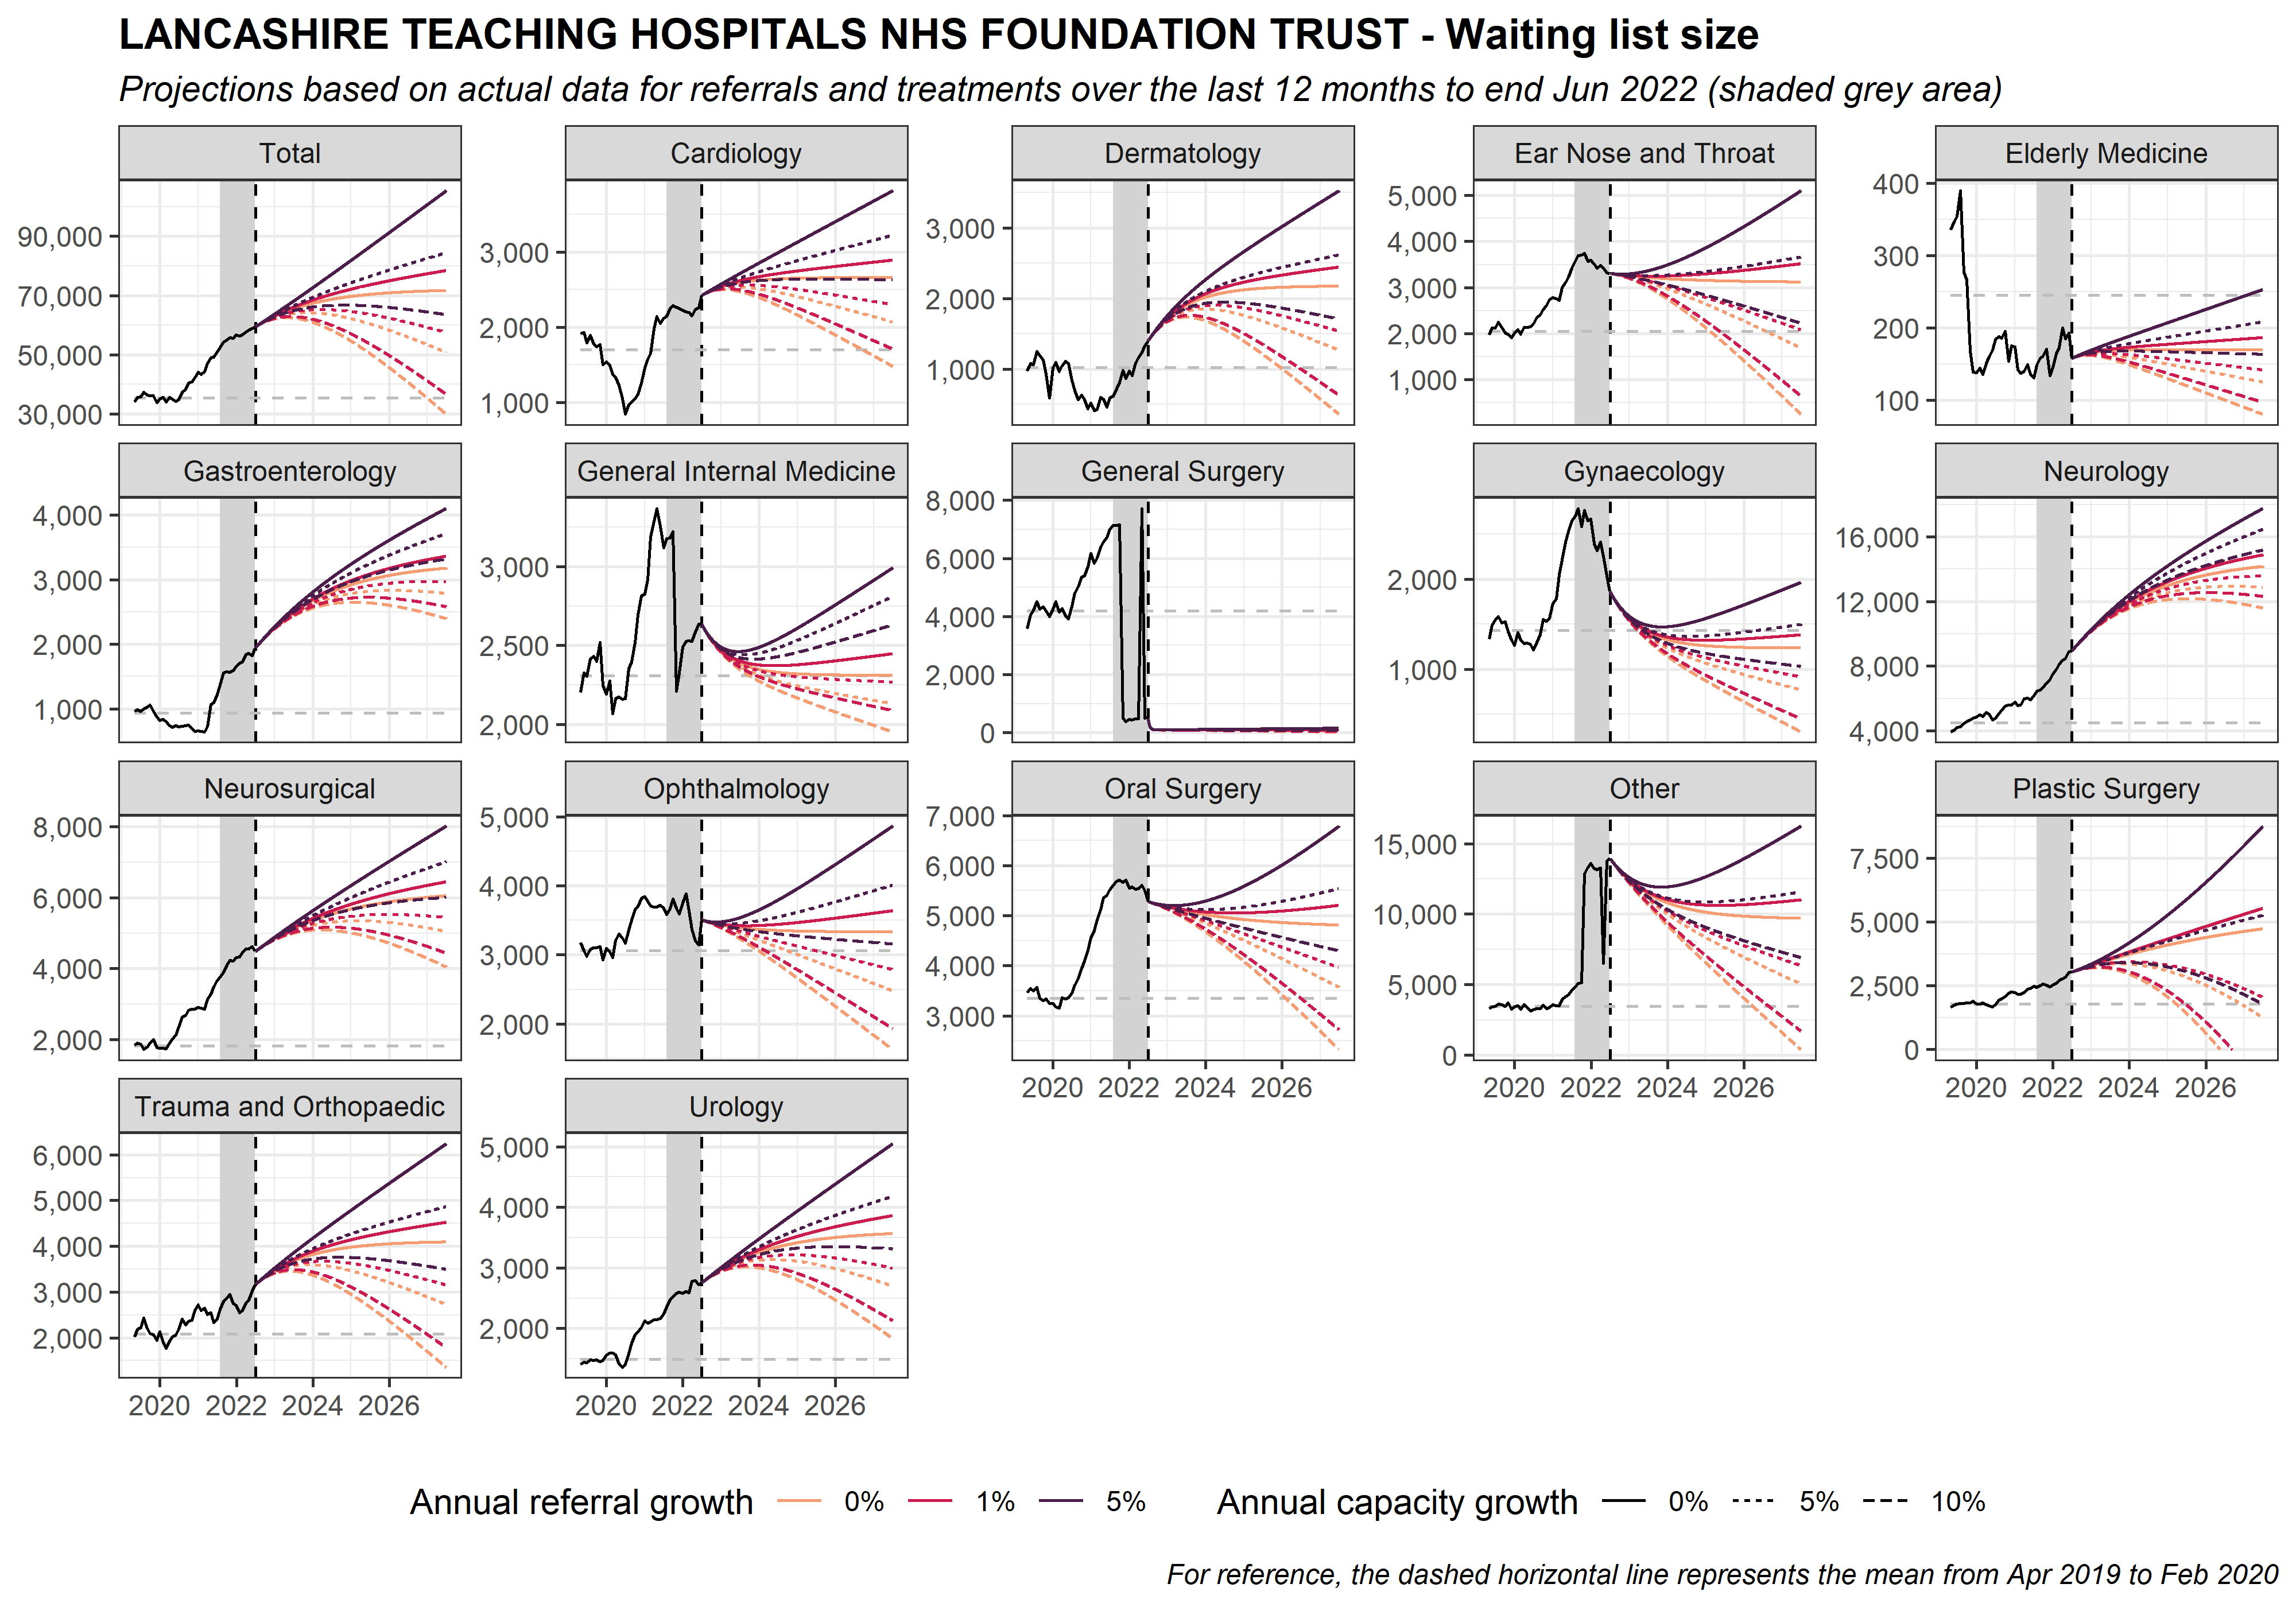 LANCASHIRE TEACHING HOSPITALS NHS FOUNDATION TRUST - Waiting list size
Projections based on actual data for referrals and treatments over the last 12 months to end Jun 2022 (shaded grey area)
Total
90,000
70,000
50,000
30,000
Cardiology
3,000
2,000
1,000
Dermatology
3,000
2,000
1,000
Ear Nose and Throat
5,000
4,000
3,000
2,000
1,000
Elderly Medicine
400
300
200
100
Gastroenterology
4,000
3,000
2,000
1,000
General Internal Medicine
3,000
2,500
2,000
General Surgery
8,000
6,000
4,000
2,000
0
Gynaecology
2,000
1,000
Neurology
16,000
12,000
8,000
4,000
Neurosurgical
8,000
6,000
4,000
2,000
Ophthalmology
5,000
4,000
3,000
2,000
Oral Surgery
7,000
6,000
5,000
4,000
3,000
2020 2022 2024 2026
Other
15,000
10,000
5,000
0
2020 2022 2024 2026
Plastic Surgery
7,500
5,000
2,500
0
2020 2022 2024 2026
Trauma and Orthopaedic
6,000
5,000
4,000
3,000
2,000
2020 2022 2024 2026
Urology
5,000
4,000
3,000
2,000
2020 2022 2024 2026
Annual referral growth 0% 1% 5% Annual capacity growth 0% 5% 10%
For reference, the dashed horizontal line represents the mean from Apr 2019 to Feb 2020